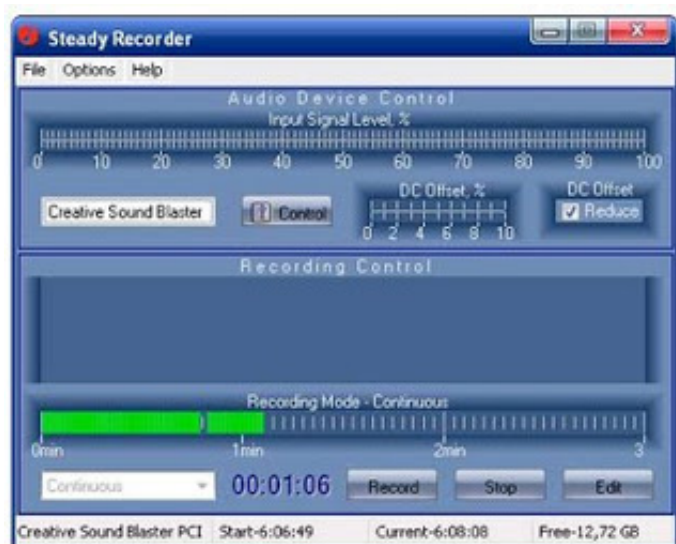 Steady Recorder
File Options Help
Audio Device Control
Input Signal Level, %
0 10 20 30 40 50 60 70 80 90 100
DC Offset, % DC Offset
Creative Sound Blaster Control Reduce
0 2 4 6 8 10
Recording Control
Recording Mode - Continuous
0min 1min 2min 3
Continuous 00:01:06 Record Stop Edit
Creative Sound Blaster PCI Start-6:06:49 Current-6:08:08 Free-12,72 GB